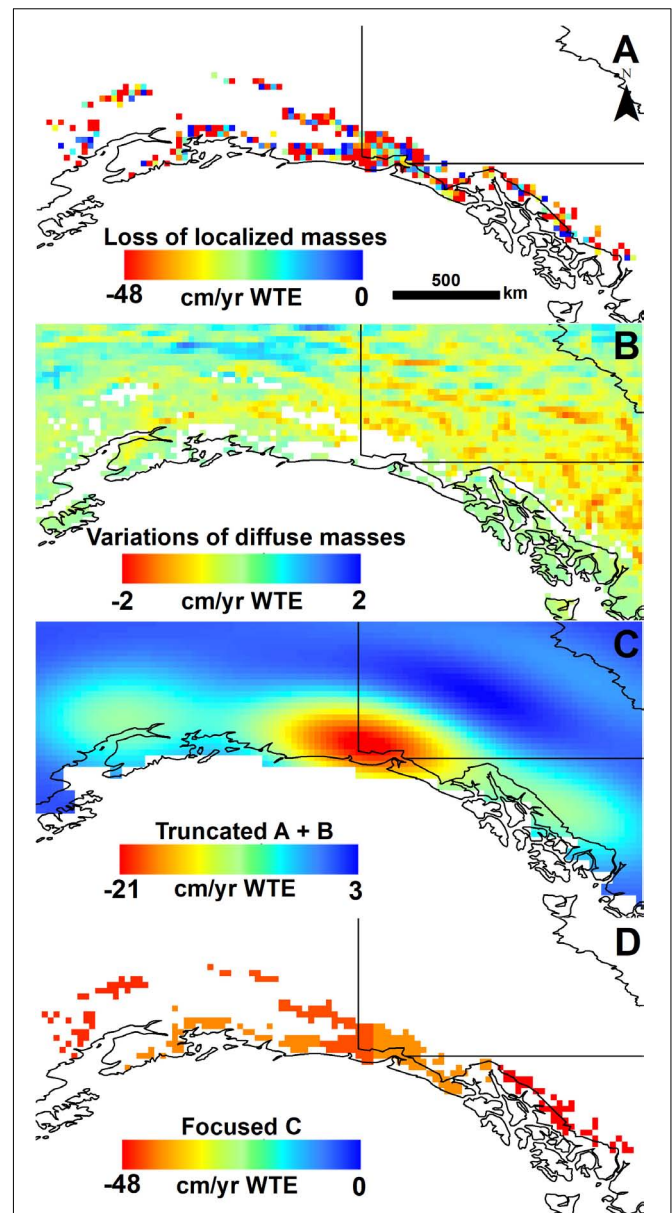 A
N
Loss of localized masses
-48 cm/yr WTE 0
500
km
B
Variations of diffuse masses
-2 cm/yr WTE 2
C
Truncated A + B
-21 cm/yr WTE 3
D
Focused C
-48 cm/yr WTE 0